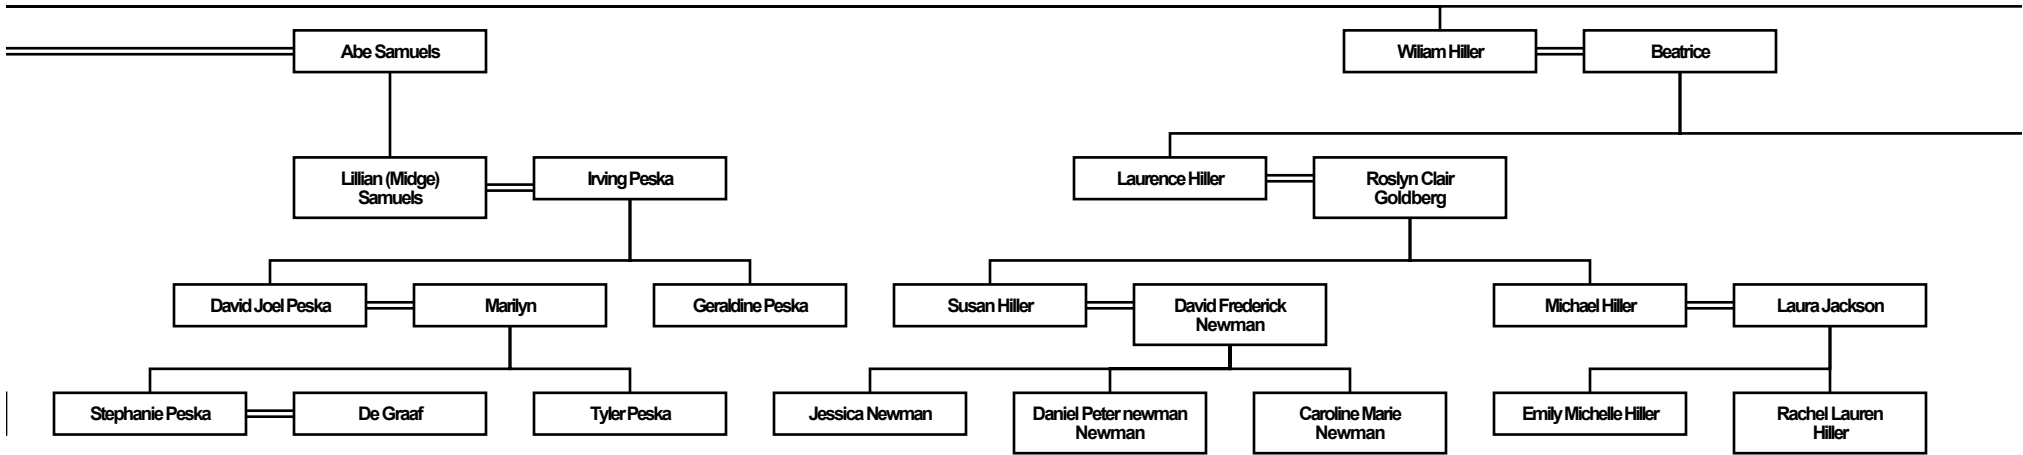 Abe Samuels
Wiliam Hiller
Beatrice
Lillian (Midge)
Samuels
Irving Peska
Laurence Hiller
Roslyn Clair
Goldberg
David Joel Peska
Marilyn
Geraldine Peska
Susan Hiller
David Frederick
Newman
Michael Hiller
Laura Jackson
Stephanie Peska
De Graaf
Tyler Peska
Jessica Newman
Daniel Peter newman
Newman
Caroline Marie
Newman
Emily Michelle Hiller
Rachel Lauren
Hiller